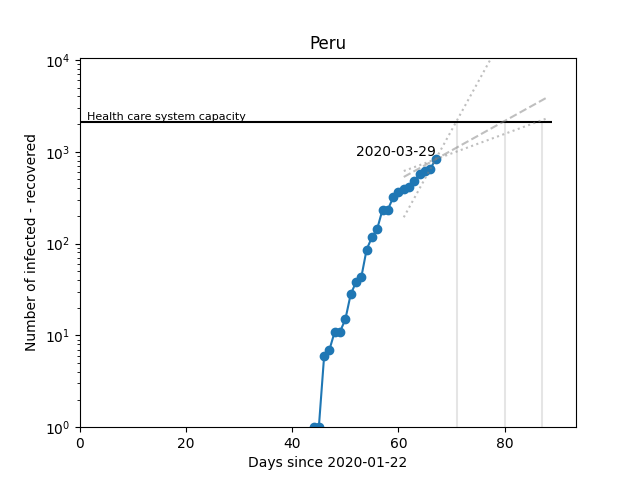 Peru
Number of infected - recovered
10^4
10^3
10^2
10^1
10^0
Health care system capacity
2020-03-29
0 20 40 60 80
Days since 2020-01-22